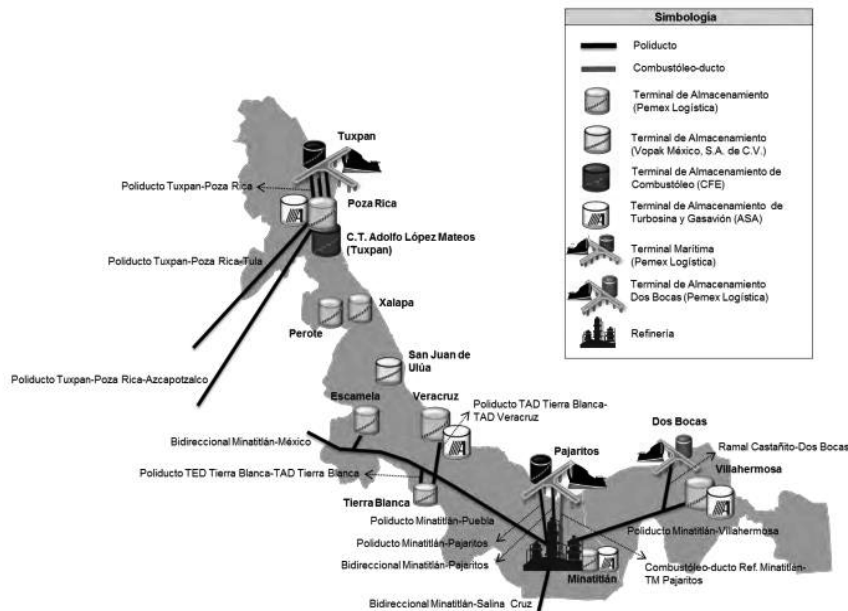 Simbología
Poliducto
Combustóleo-ducto
Terminal de Almacenamiento
(Pemex Logística)
Terminal de Almacenamiento
(Vopak México, S.A. de C.V.)
Terminal de Almacenamiento de
Combustóleo (CFE)
Terminal de Almacenamiento de
Turbosina y Gasavión (ASA)
Terminal Marítima
(Pemex Logística)
Terminal de Almacenamiento
Dos Bocas (Pemex Logística)
Refinería
Tuxpan
Poliducto Tuxpan-Poza Rica
Poza Rica
C.T. Adolfo López Mateos
(Tuxpan)
Poliducto Tuxpan-Poza Rica-Tula
Xalapa
Perote
San Juan de
Ulúa
Poliducto Tuxpan-Poza Rica-Azcapotzalco
Escamela
Veracruz
Poliducto TAD Tierra Blanca-
TAD Veracruz
Dos Bocas
Bidireccional Minatitlán-México
Pajaritos
Ramal Castañito-Dos Bocas
Villahermosa
Poliducto TED Tierra Blanca-TAD Tierra Blanca
Tierra Blanca
Poliducto Minatitlán-Puebla
Poliducto Minatitlán-Villahermosa
Poliducto Minatitlán-Pajaritos
Bidireccional Minatitlán-Pajaritos
Combustóleo-ducto Ref. Minatitlán-
TM Pajaritos
Minatitlán
Bidireccional Minatitlán-Salina Cruz